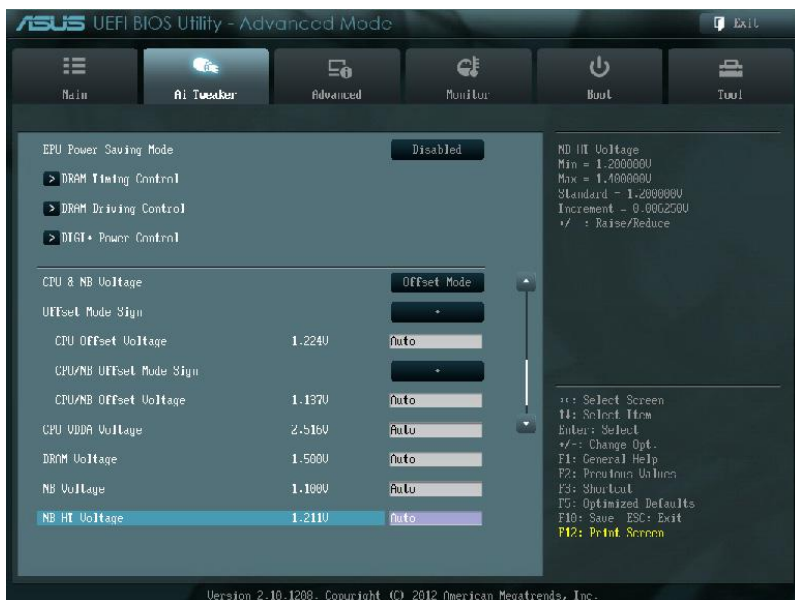 ASUS UEFI BIOS Utility - Advanced Mode
Exit
Main
Ai Tweaker
Advanced
Monitor
Boot
Tool
EPU Power Saving Mode Disabled
> DRAM Timing Control
> DRAM Driving Control
> DIGI+ Power Control
CPU & NB Voltage Offset Mode
Offset Mode Sign +
CPU Offset Voltage 1.224V Auto
CPU/NB Offset Mode Sign +
CPU/NB Offset Voltage 1.137V Auto
CPU VDDA Voltage 2.516V Auto
DRAM Voltage 1.500V Auto
NB Voltage 1.100V Auto
NB HT Voltage 1.211V Auto
NB HT Voltage
Min = 1.200000V
Max = 1.400000V
Standard = 1.200000V
Increment = 0.006250V
+/- : Raise/Reduce
→←: Select Screen
↑↓: Select Item
Enter: Select
+/-: Change Opt.
F1: General Help
F2: Previous Values
F3: Shortcut
F5: Optimized Defaults
F10: Save ESC: Exit
F12: Print Screen
Version 2.10.1208. Copyright (C) 2012 American Megatrends, Inc.